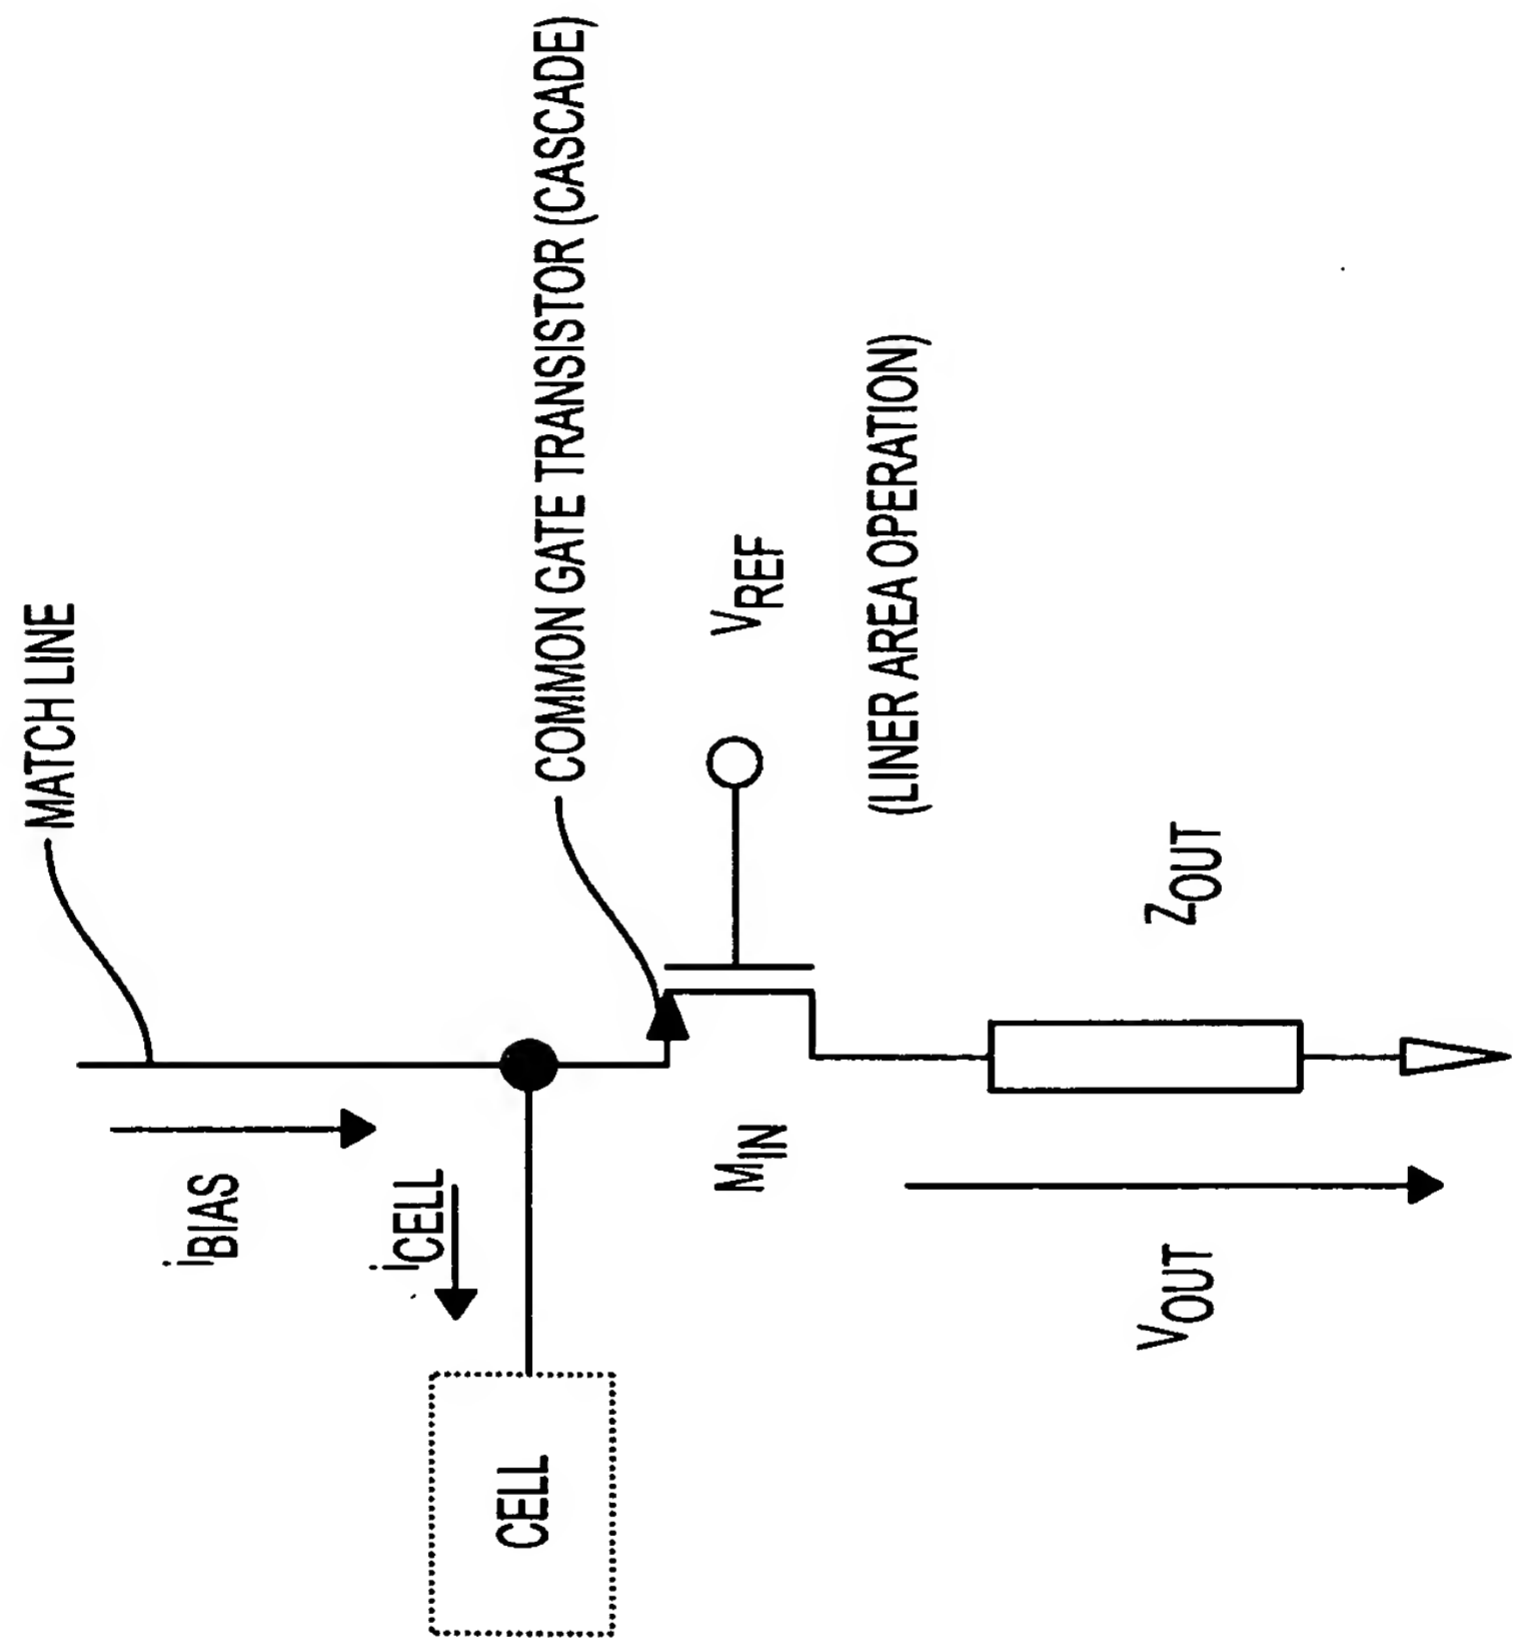 MATCH LINE
COMMON GATE TRANSISTOR (CASCADE)
VREF
(LINER AREA OPERATION)
ZOUT
iBIAS
iCELL
MIN
VOUT
CELL